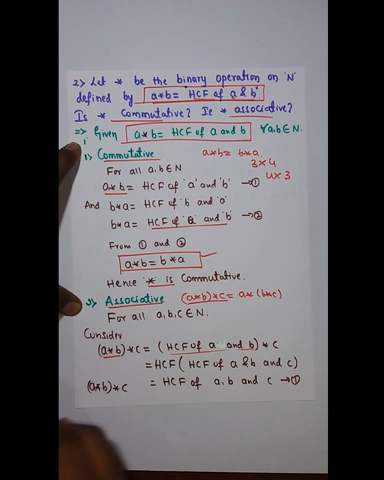 2) Let * be the binary operation on 'N'
defined by a*b = HCF of a & b.
Is * commutative? Is * associative?
=> Given a*b = HCF of a and b ∀a,b ∈ N.
1) Commutative a*b = b*a
For all a,b ∈ N 3×4
4×3
a*b = HCF of 'a' and 'b' →①
And b*a = HCF of 'b' and 'a'
b*a = HCF of 'a' and 'b' →②
From ① and ②
a*b = b*a
Hence '*' is Commutative.
2) Associative (a*b)*c = a*(b*c)
For all a,b,c ∈ N.
Consider
(a*b)*c = (HCF of a and b) * c
= HCF (HCF of a & b and c)
(a*b)*c = HCF of a,b and c →①